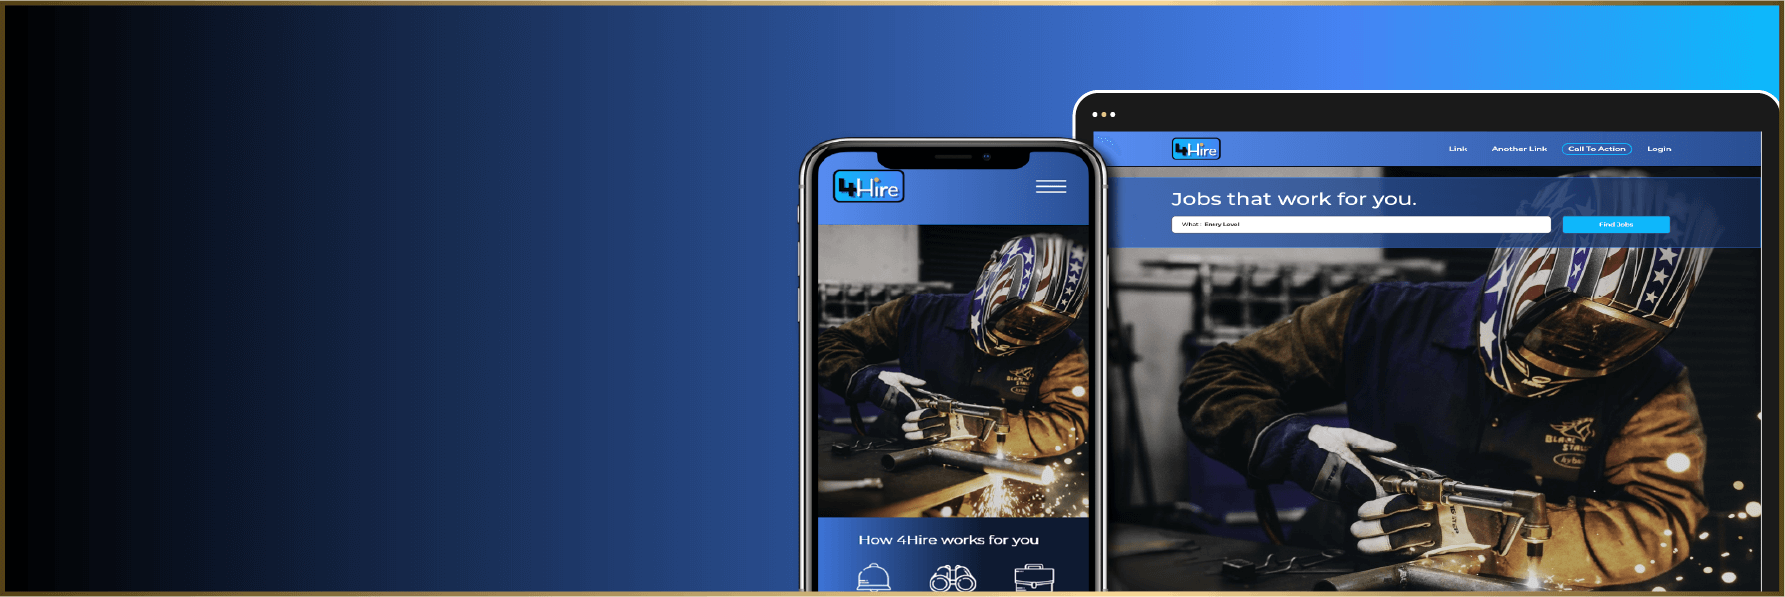 4Hire
4Hire
Link Another Link Call To Action Login
Jobs that work for you.
What: Entry Level
Find Jobs
How 4Hire works for you